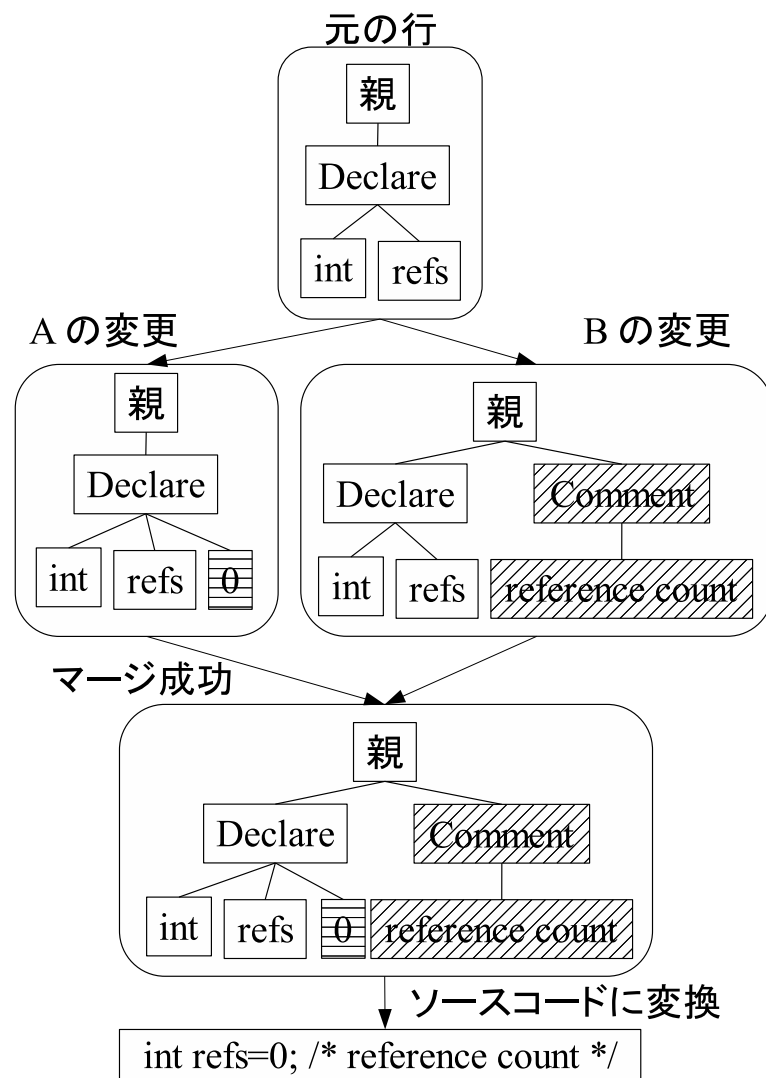 元の行
親
Declare
int refs
A の変更
B の変更
親
Declare
int refs 0
親
Declare Comment
int refs reference count
マージ成功
親
Declare Comment
int refs 0 reference count
ソースコードに変換
int refs=0; /* reference count */